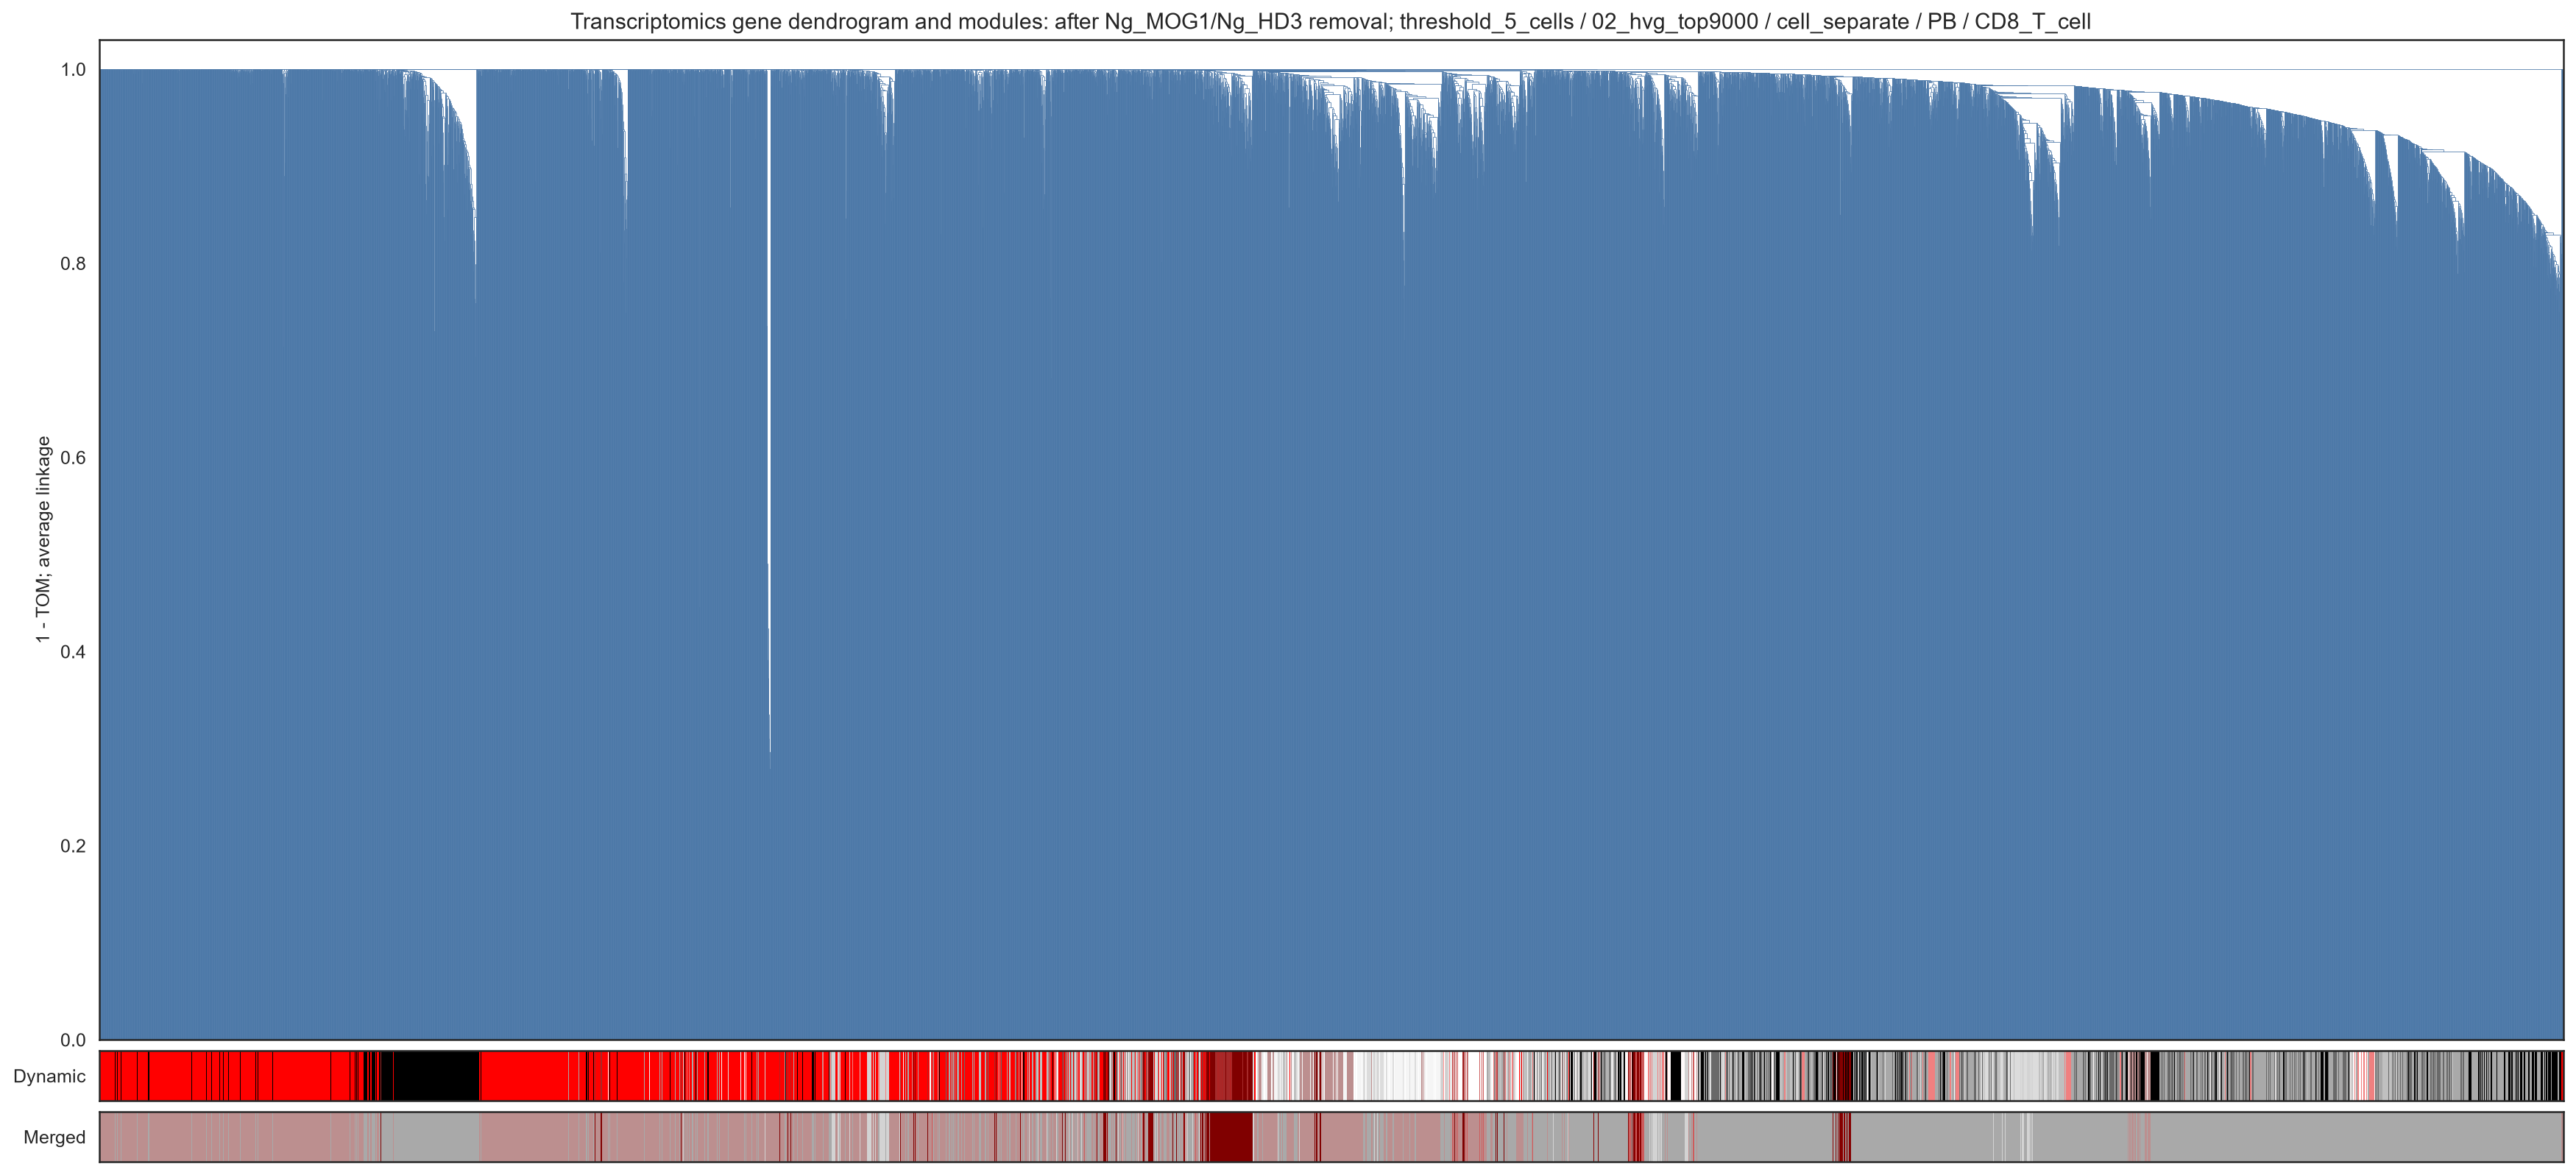 Transcriptomics gene dendrogram and modules: after Ng_MOG1/Ng_HD3 removal; threshold_5_cells / 02_hvg_top9000 / cell_separate / PB / CD8_T_cell
1.0
0.8
0.6
0.4
0.2
0.0
1 - TOM; average linkage
Dynamic
Merged